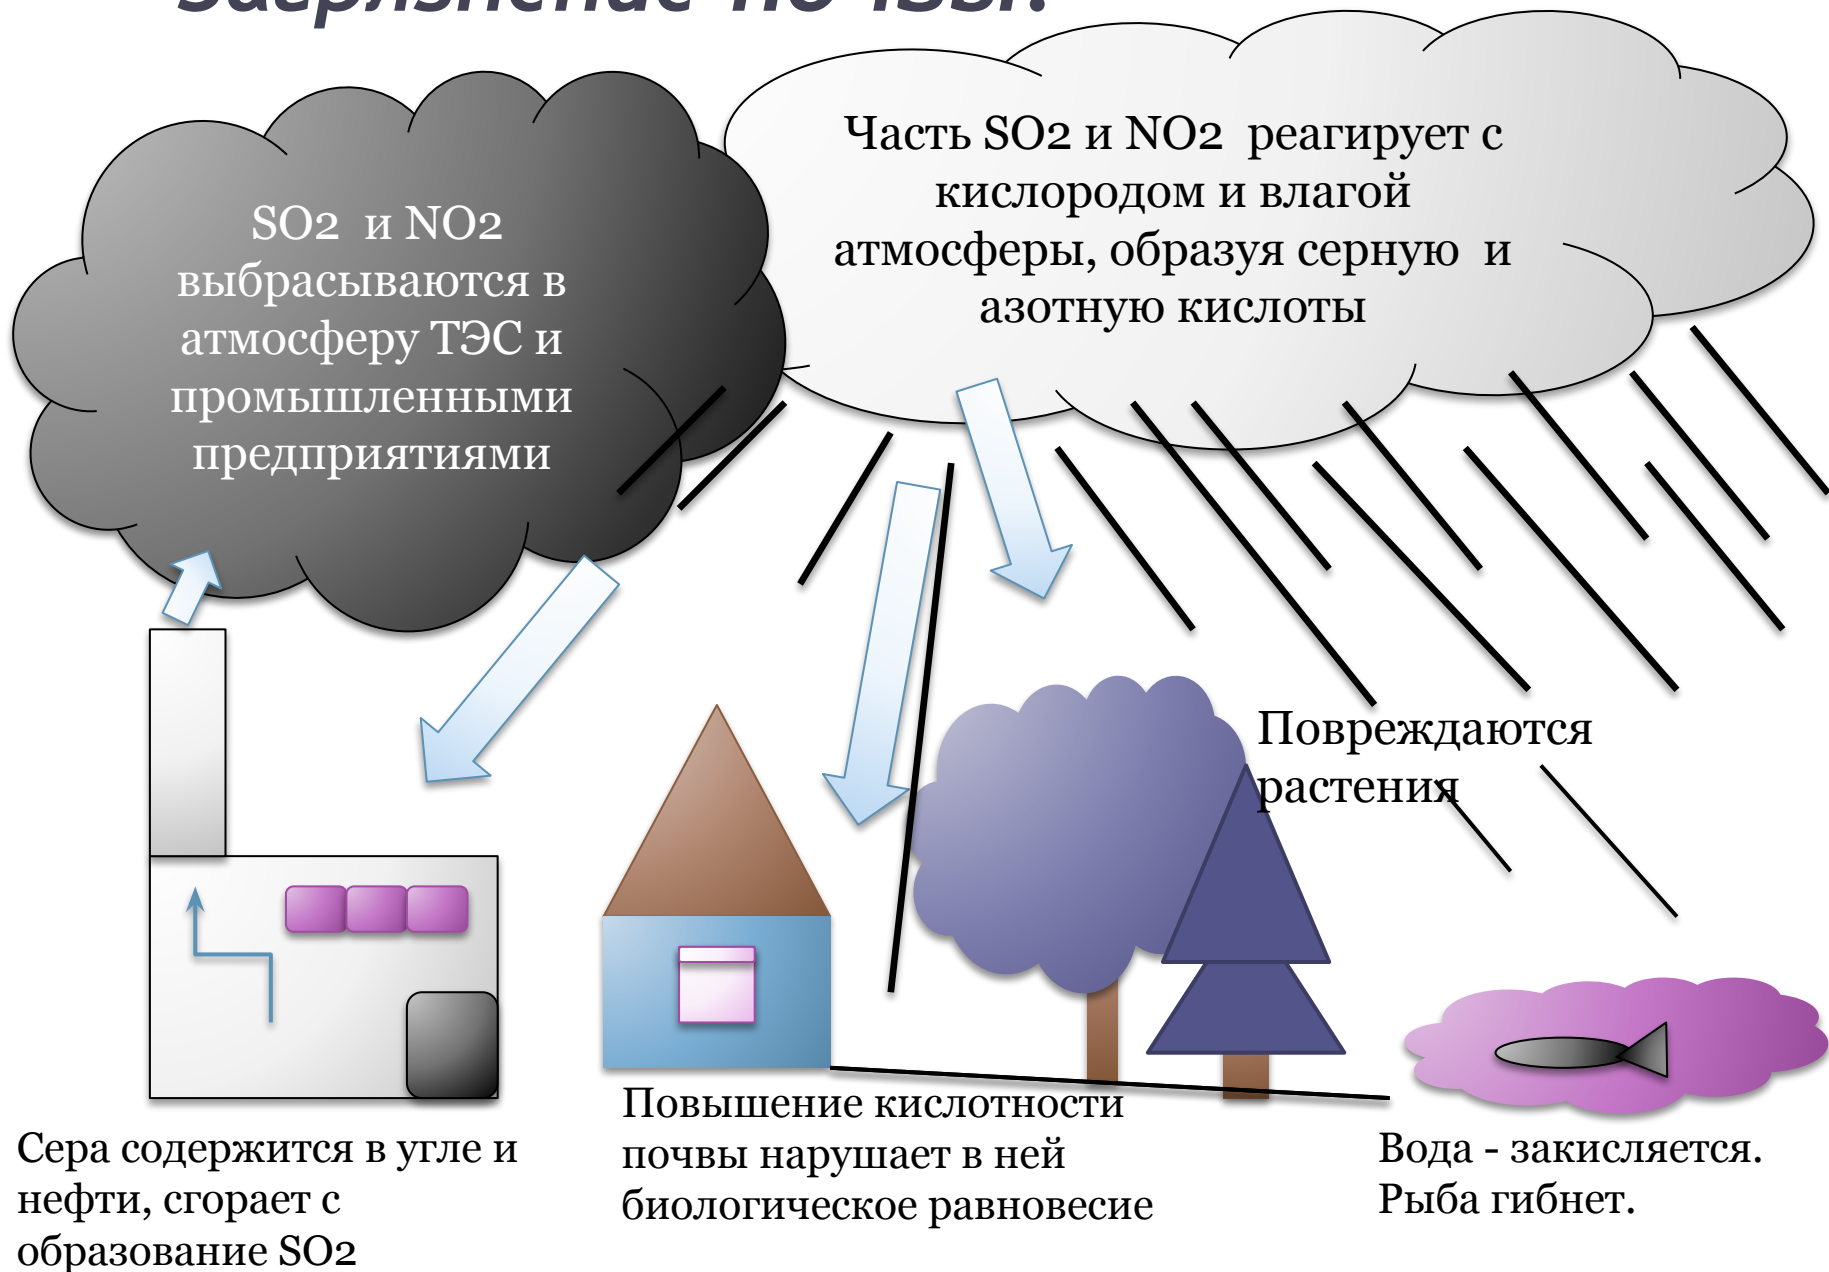 Загрязнение почвы.
SO2 и NO2
выбрасываются в
атмосферу ТЭС и
промышленными
предприятиями
Часть SO2 и NO2 реагирует с
кислородом и влагой
атмосферы, образуя серную и
азотную кислоты
Повреждаются
растения
Сера содержится в угле и
нефти, сгорает с
образование SO2
Повышение кислотности
почвы нарушает в ней
биологическое равновесие
Вода - закисляется.
Рыба гибнет.